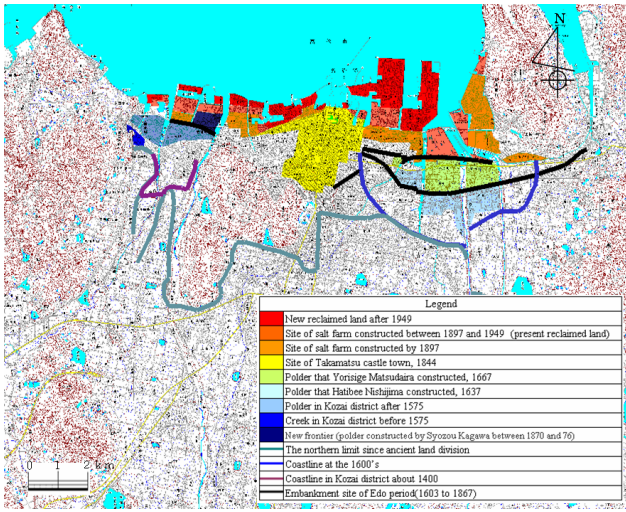 N
Legend
New reclaimed land after 1949
Site of salt farm constructed between 1897 and 1949 (present reclaimed land)
Site of salt farm constructed by 1897
Site of Takamatsu castle town, 1844
Polder that Yorisige Matsudaira constructed, 1667
Polder that Hatibee Nishijima constructed, 1637
Polder in Kozai district after 1575
Creek in Kozai district before 1575
New frontier (polder constructed by Syozou Kagawa between 1870 and 76)
The northern limit since ancient land division
Coastline at the 1600's
Coastline in Kozai district about 1400
Embankment site of Edo period(1603 to 1867)
0 1 2 km